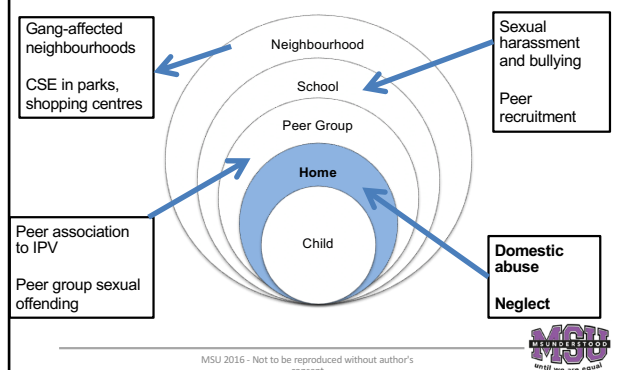 Gang-affected
neighbourhoods
CSE in parks,
shopping centres
Neighbourhood
School
Peer Group
Home
Child
Sexual
harassment
and bullying
Peer
recruitment
Peer association
to IPV
Peer group sexual
offending
Domestic
abuse
Neglect
MSU 2016 - Not to be reproduced without author's
consent
MSU
MSUNDERSTOOD
until we are equal